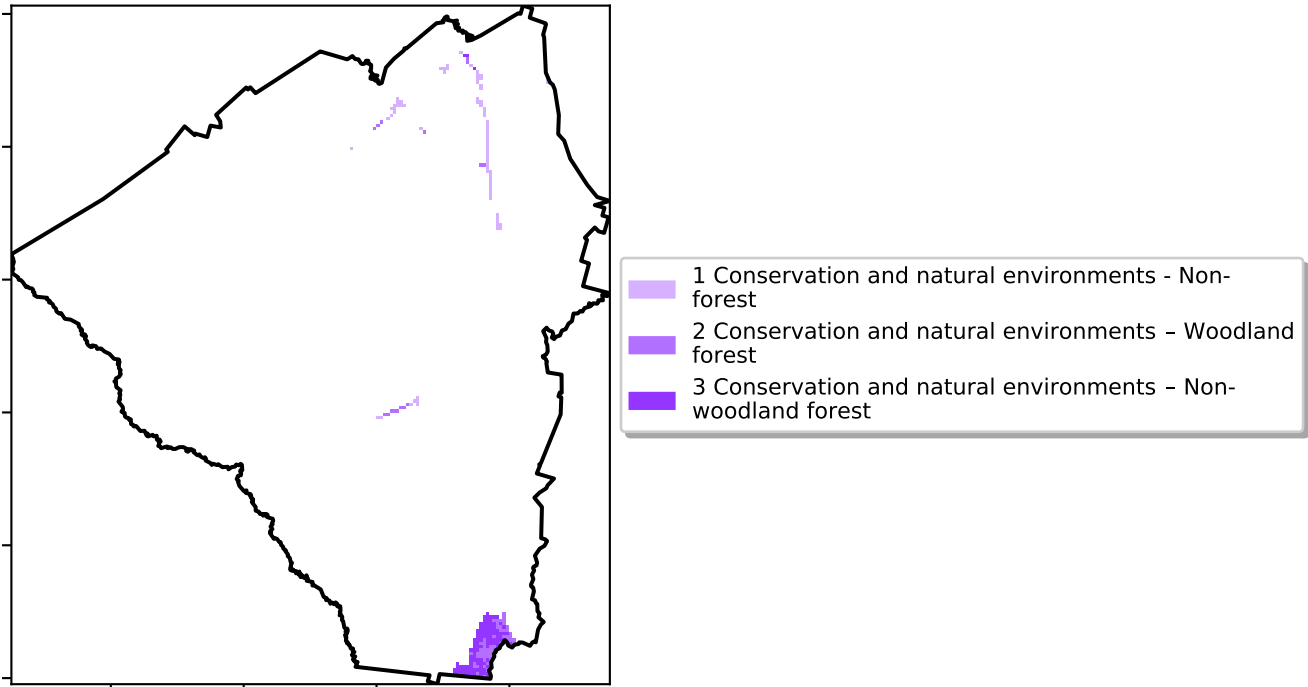 1 Conservation and natural environments - Non-
forest
2 Conservation and natural environments – Woodland
forest
3 Conservation and natural environments – Non-
woodland forest